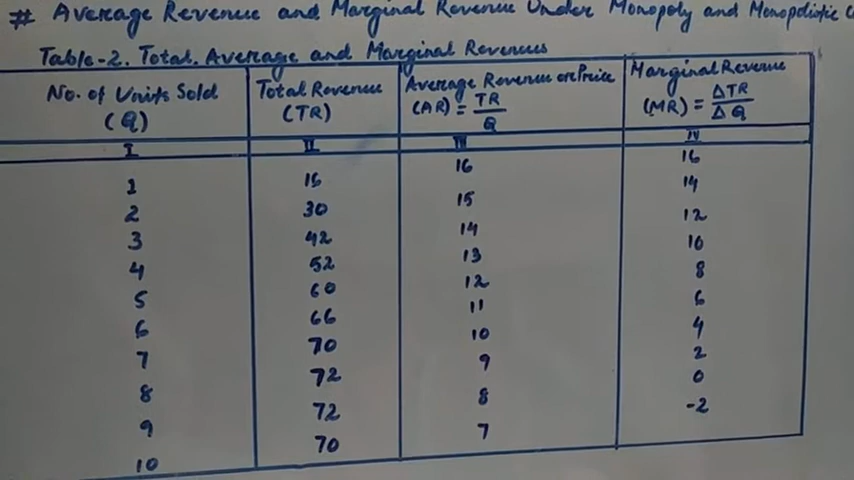 # Average Revenue and Marginal Revenue Under Monopoly and Monopolistic
Table-2. Total, Average and Marginal Revenues
No. of Units Sold (Q) | Total Revenue (TR) | Average Revenue or Price (AR) = TR/Q | Marginal Revenue (MR) = ΔTR/ΔQ
I | II | III | IV
1 | 16 | 16 | 16
2 | 30 | 15 | 14
3 | 42 | 14 | 12
4 | 52 | 13 | 10
5 | 60 | 12 | 8
6 | 66 | 11 | 6
7 | 70 | 10 | 4
8 | 72 | 9 | 2
9 | 72 | 8 | 0
10 | 70 | 7 | -2